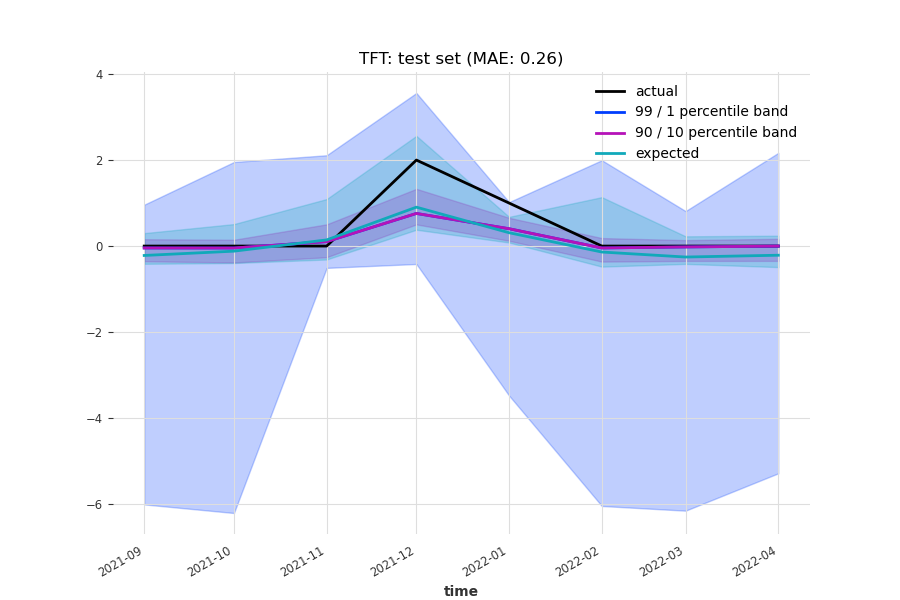 TFT: test set (MAE: 0.26)
4
2
0
−2
−4
−6
actual
99 / 1 percentile band
90 / 10 percentile band
expected
2021-09
2021-10
2021-11
2021-12
2022-01
2022-02
2022-03
2022-04
time